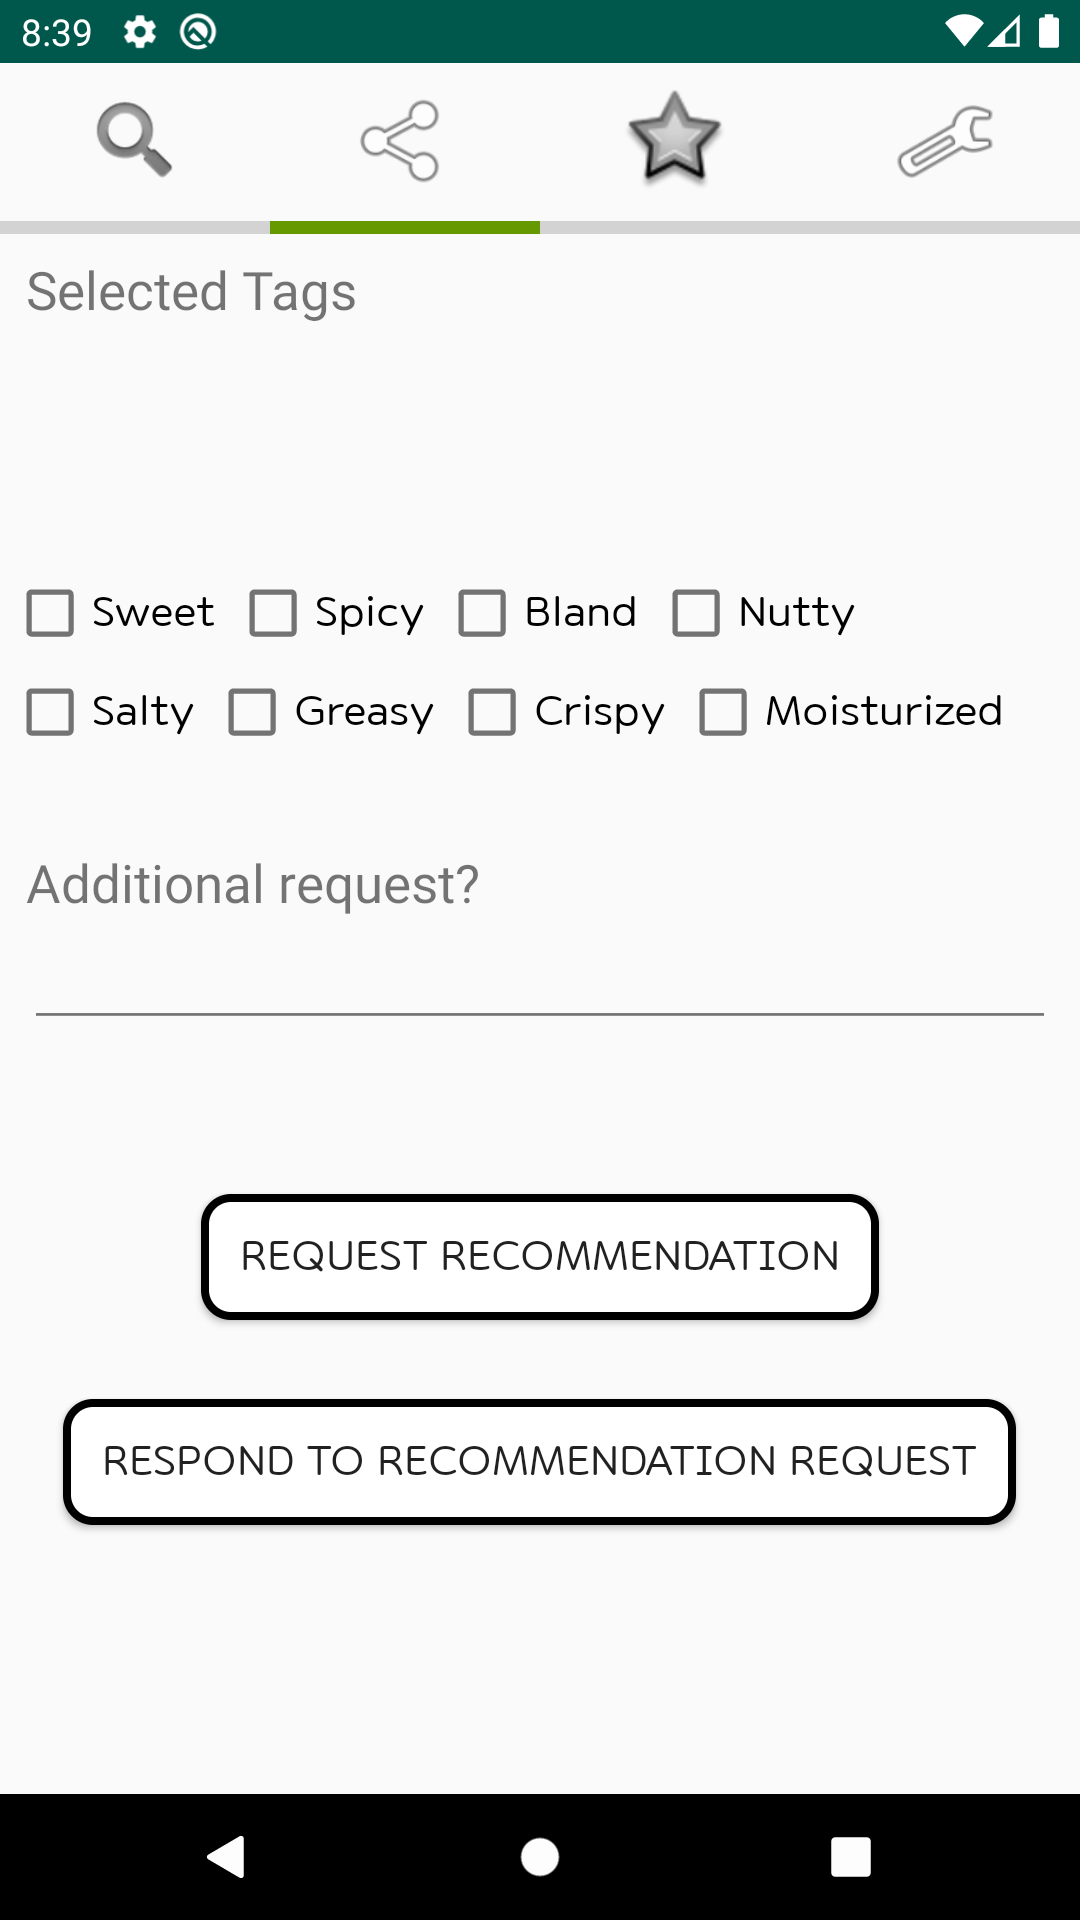 8:39
Selected Tags
Sweet Spicy Bland Nutty
Salty Greasy Crispy Moisturized
Additional request?
REQUEST RECOMMENDATION
RESPOND TO RECOMMENDATION REQUEST